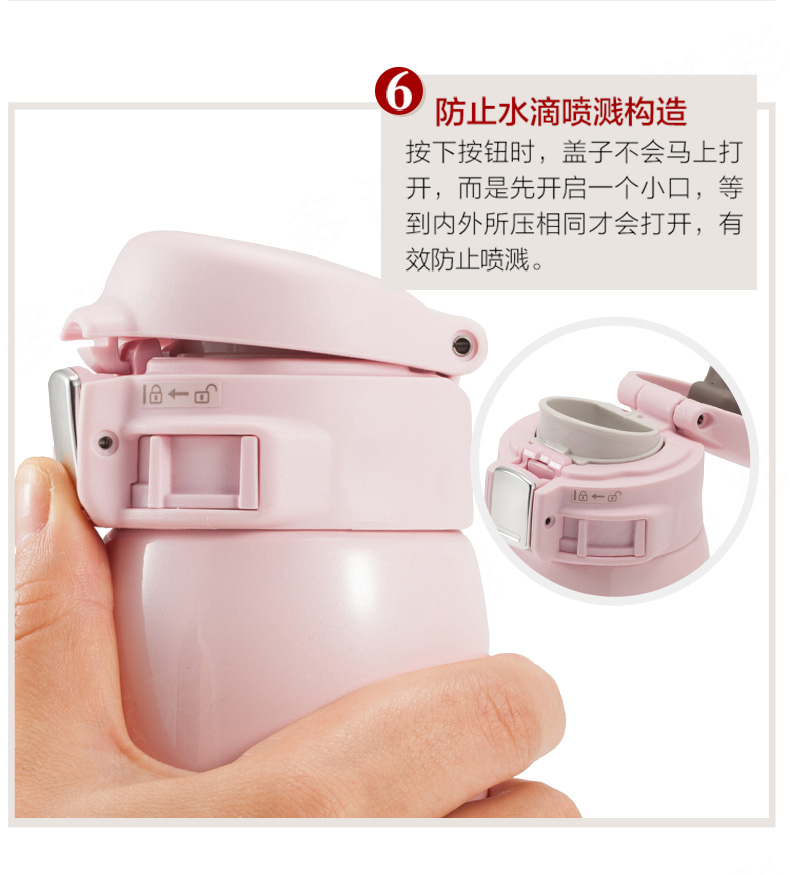 6
防止水滴喷溅构造
按下按钮时，盖子不会马上打
开，而是先开启一个小口，等
到内外所压相同才会打开，有
效防止喷溅。